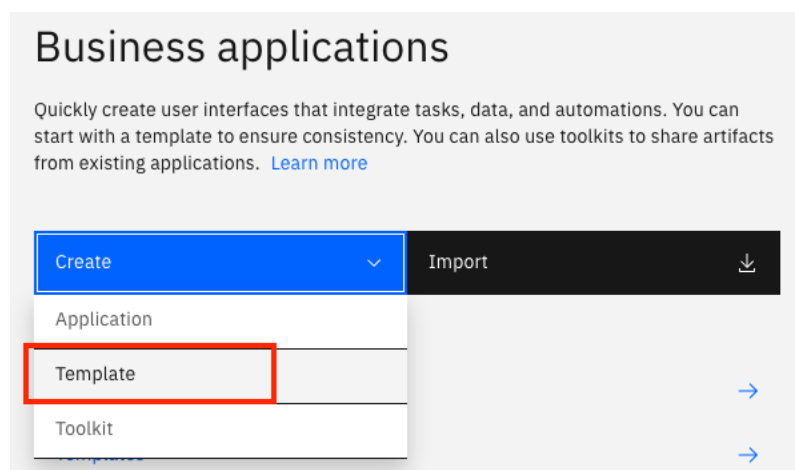 Business applications
Quickly create user interfaces that integrate tasks, data, and automations. You can
start with a template to ensure consistency. You can also use toolkits to share artifacts
from existing applications. Learn more
Create
Import
Application
Template
Toolkit